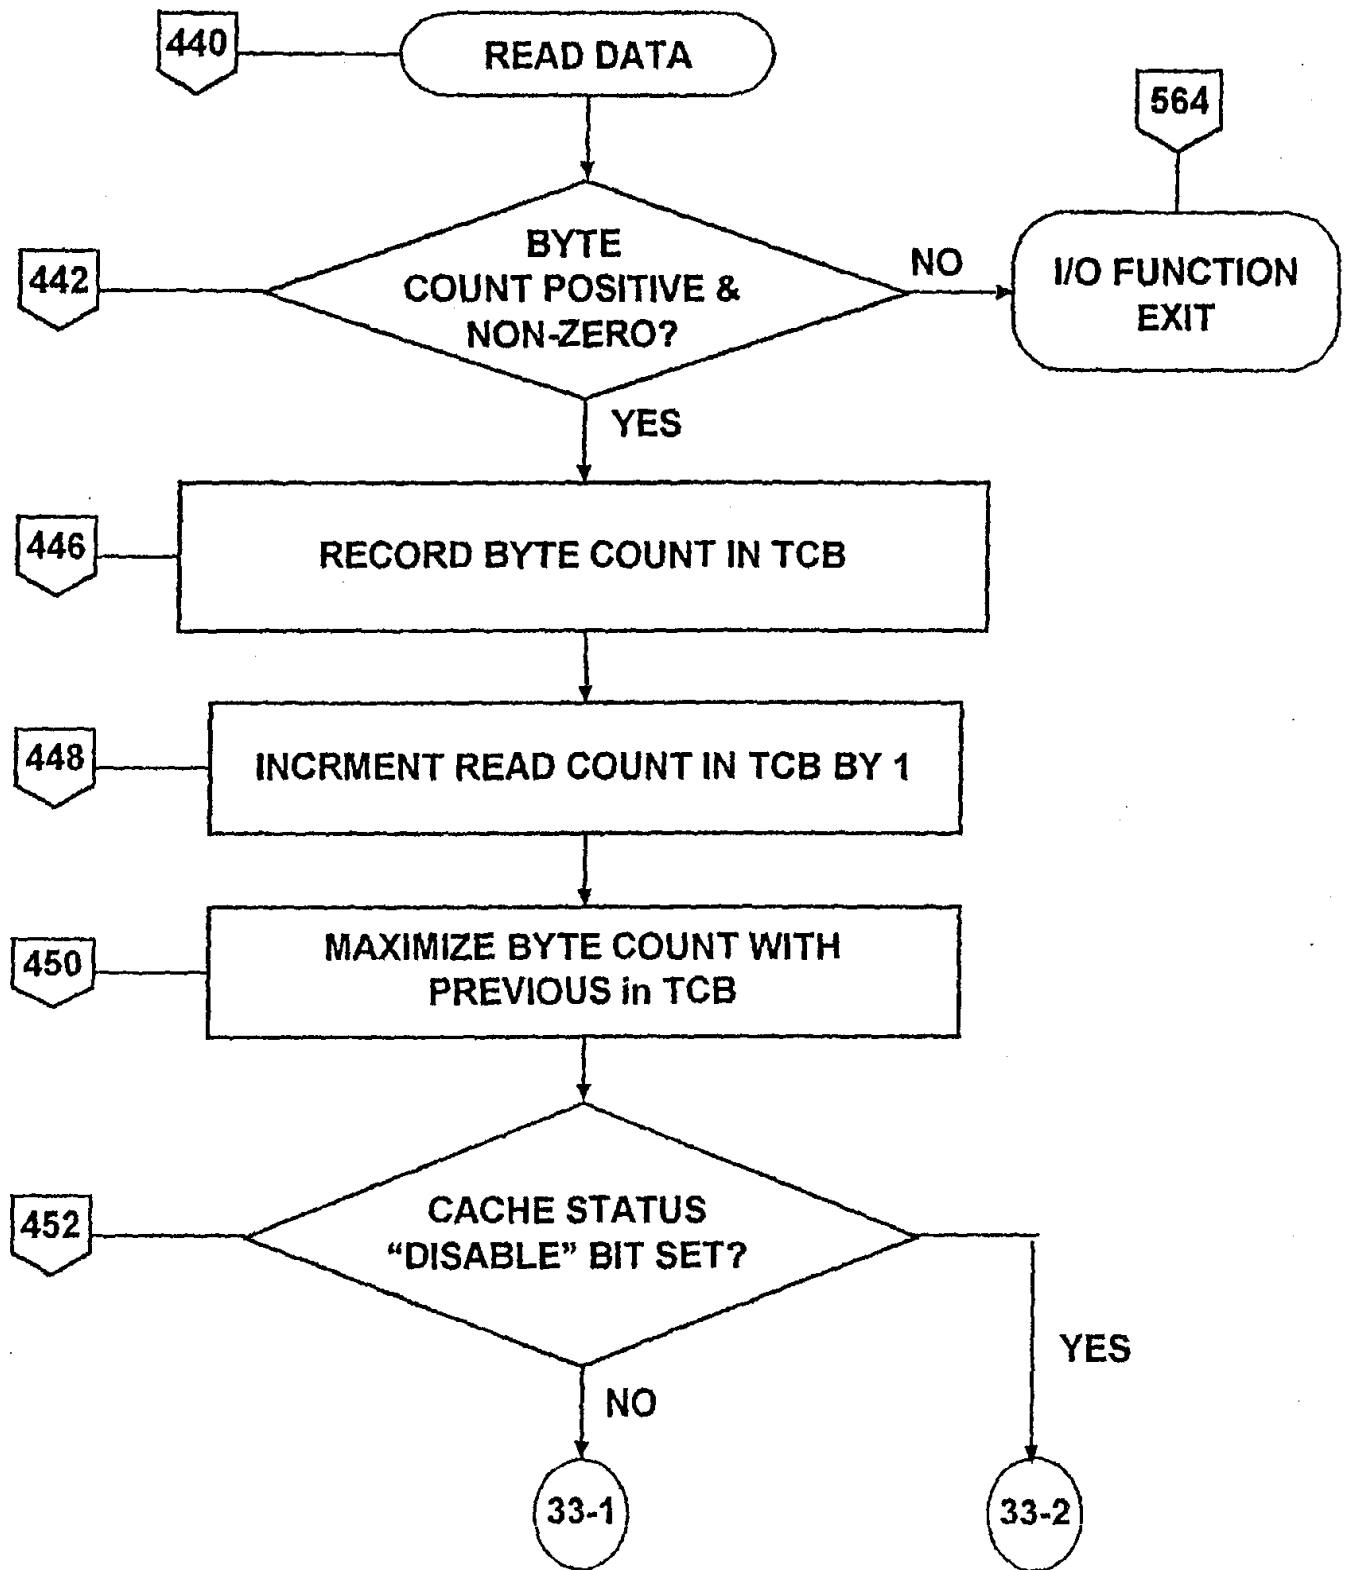 440
READ DATA
564
442
BYTE
COUNT POSITIVE &
NON-ZERO?
NO
I/O FUNCTION
EXIT
YES
446
RECORD BYTE COUNT IN TCB
448
INCRMENT READ COUNT IN TCB BY 1
450
MAXIMIZE BYTE COUNT WITH
PREVIOUS in TCB
452
CACHE STATUS
“DISABLE” BIT SET?
YES
NO
33-1
33-2